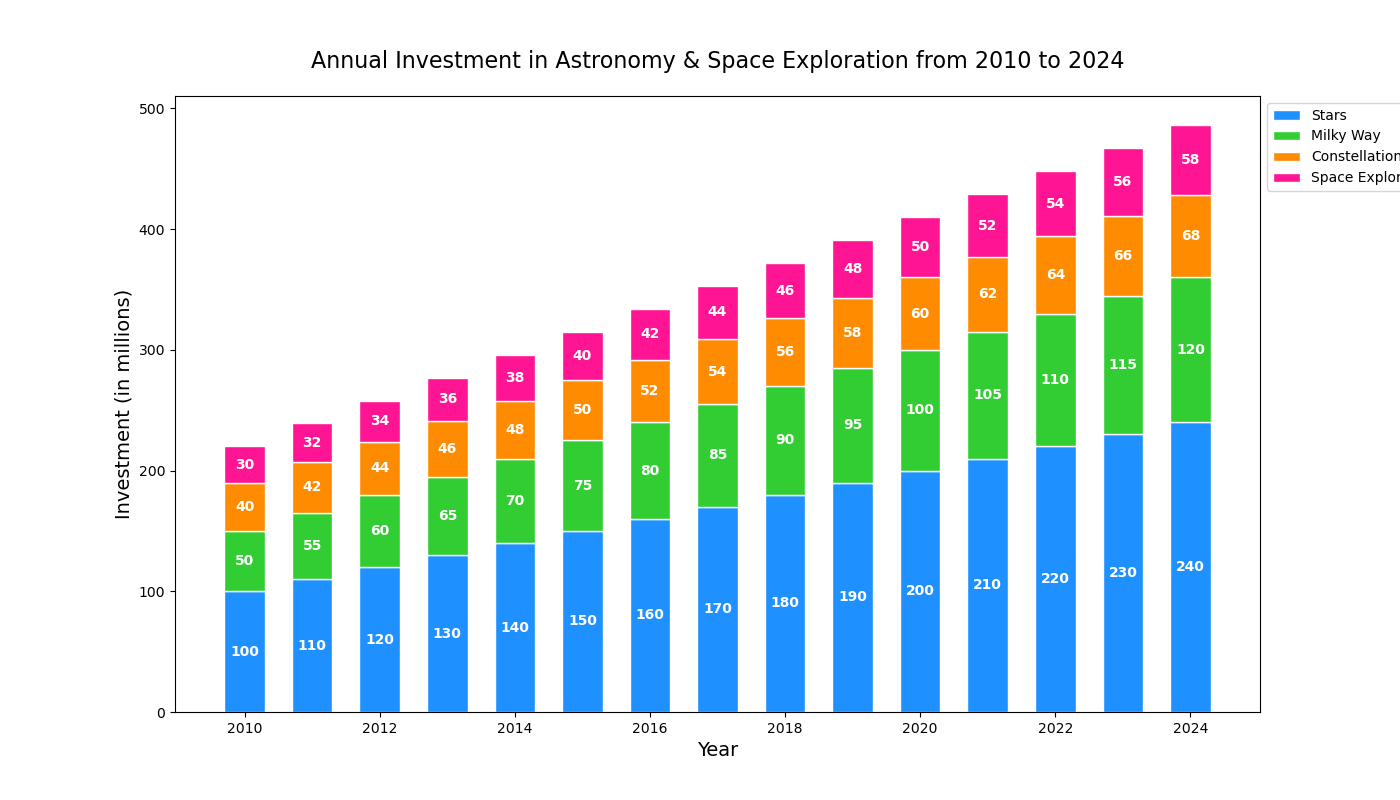 Annual Investment in Astronomy & Space Exploration from 2010 to 2024
500
400
300
200
100
0
Investment (in millions)
30 32 34 36 38 40 42 44 46 48 50 52 54 56 58
40 42 44 46 48 50 52 54 56 58 60 62 64 66 68
50 55 60 65 70 75 80 85 90 95 100 105 110 115 120
100 110 120 130 140 150 160 170 180 190 200 210 220 230 240
2010 2012 2014 2016 2018 2020 2022 2024
Year
Stars
Milky Way
Constellation
Space Explor